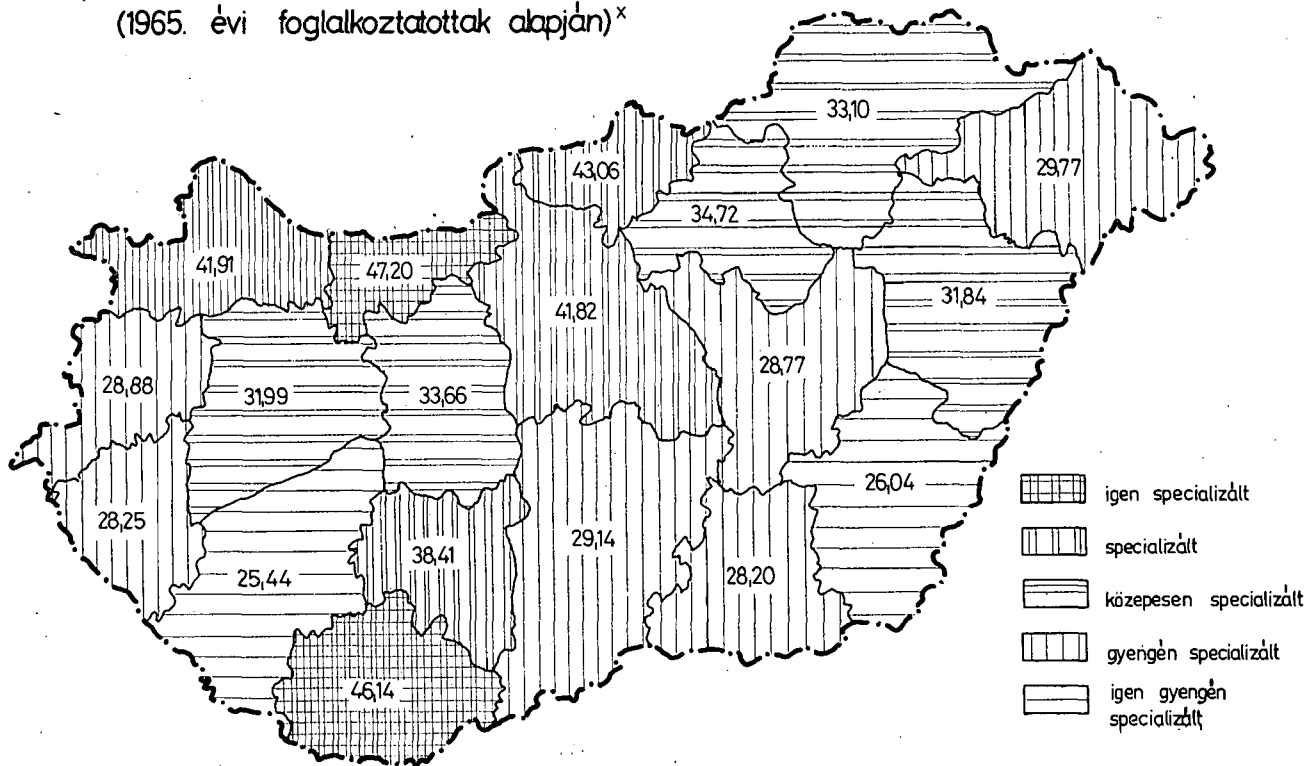 (1965. évi foglalkoztatottak alapján)ˣ
33,10
43,06
29,77
34,72
41,91
47,20
31,84
41,82
28,88
31,99
33,66
28,77
26,04
28,25
29,14
38,41
28,20
25,44
46,14
igen specializált
specializált
közepesen specializált
gyengén specializált
igen gyengén
specializált